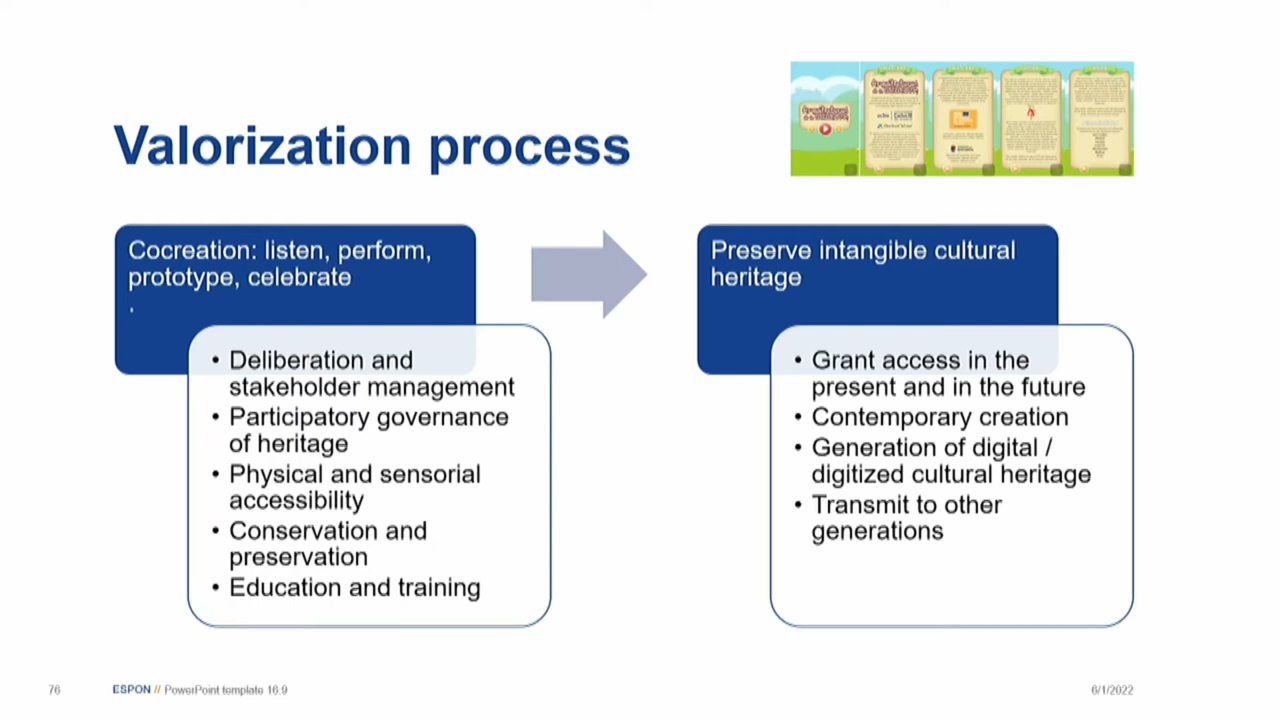 Valorization process
Cocreation: listen, perform,
prototype, celebrate
.
• Deliberation and
stakeholder management
• Participatory governance
of heritage
• Physical and sensorial
accessibility
• Conservation and
preservation
• Education and training
Preserve intangible cultural
heritage
• Grant access in the
present and in the future
• Contemporary creation
• Generation of digital /
digitized cultural heritage
• Transmit to other
generations
76
ESPON // PowerPoint template 16:9
6/1/2022